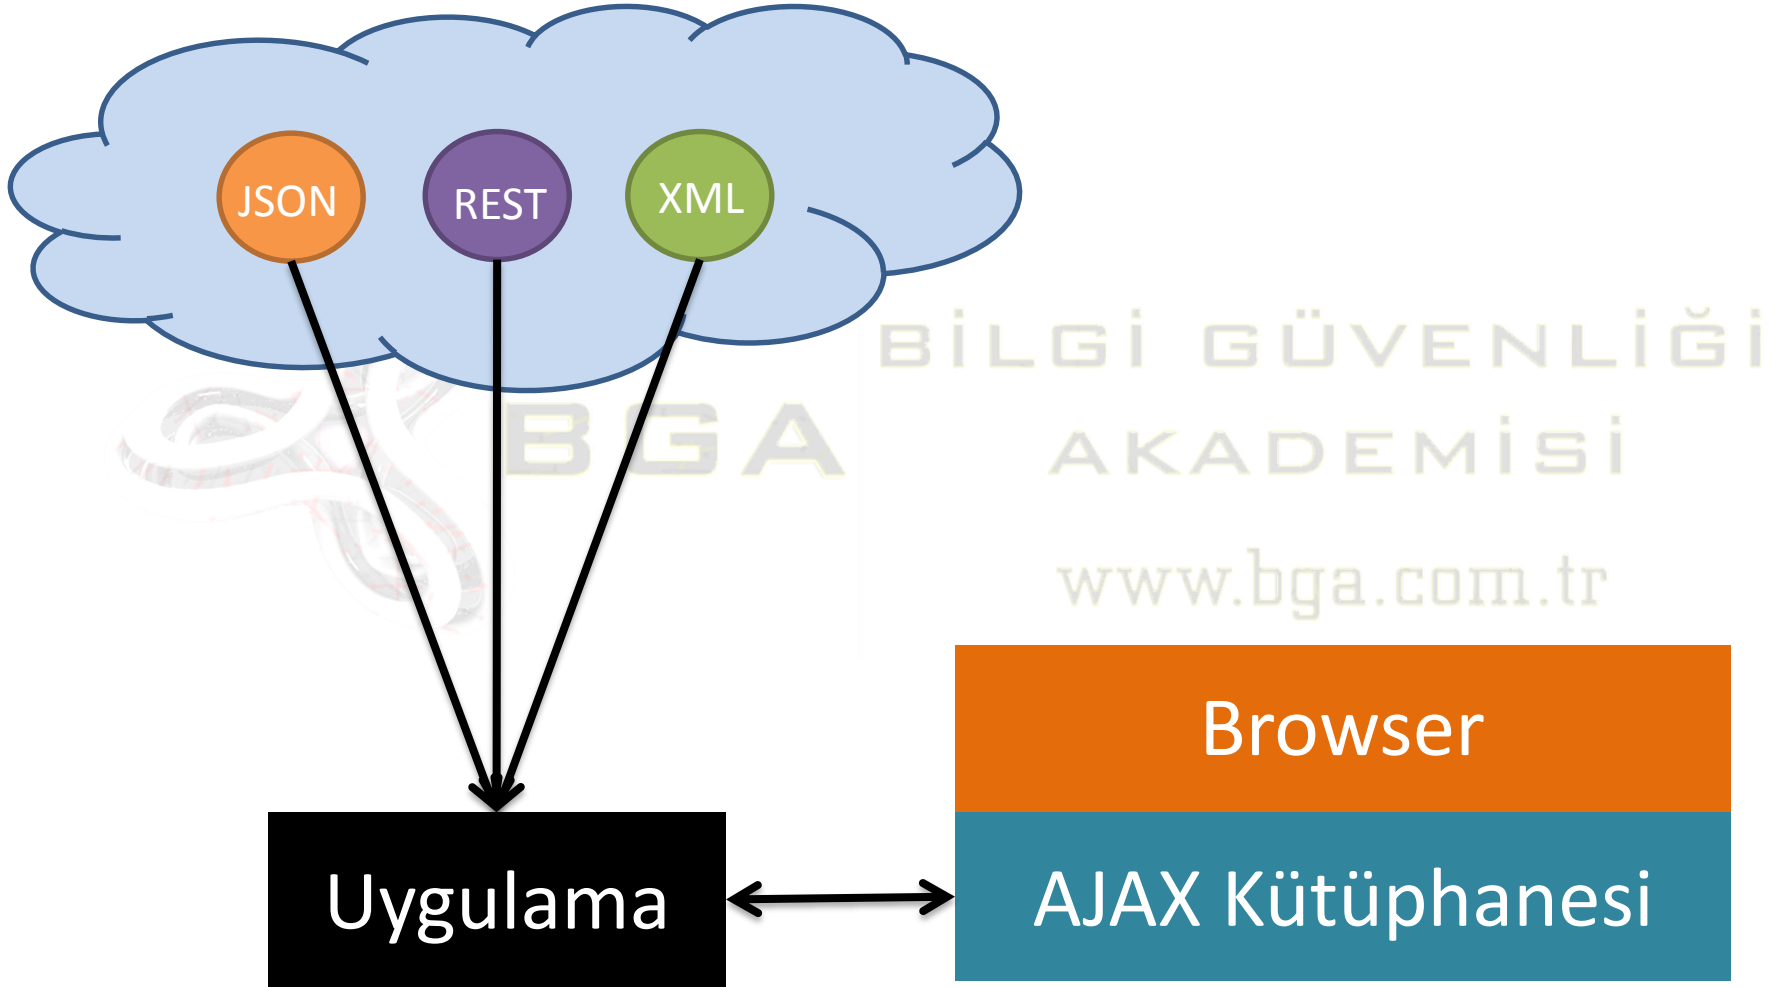 JSON
REST
XML
BİLGİ GÜVENLİĞİ
BGA
AKADEMİSİ
www.bga.com.tr
Browser
Uygulama
AJAX Kütüphanesi